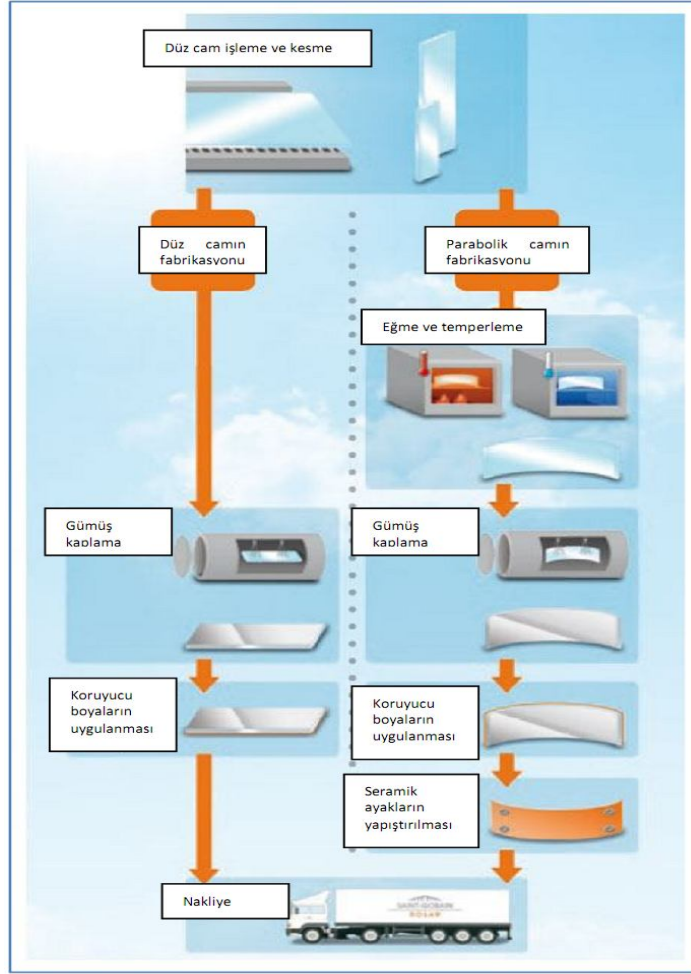 Düz cam işleme ve kesme
Düz camın
fabrikasyonu
Parabolik camın
fabrikasyonu
Eğme ve temperleme
Gümüş
kaplama
Gümüş
kaplama
Koruyucu
boyaların
uygulanması
Koruyucu
boyaların
uygulanması
Seramik
ayakların
yapıştırılması
Nakliye
SAINT-GOBAIN
SOLAR